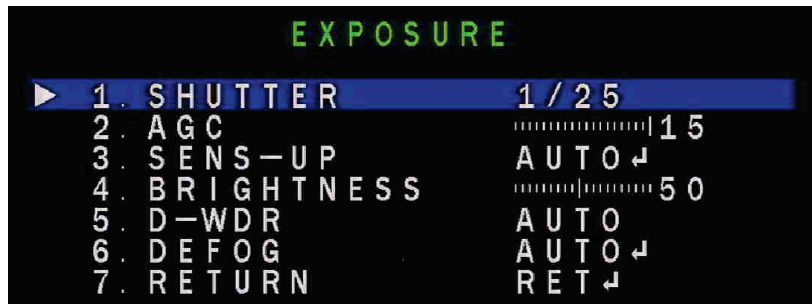 EXPOSURE
▶ 1. SHUTTER 1/25
2. AGC 15
3. SENS-UP AUTO↲
4. BRIGHTNESS 50
5. D-WDR AUTO
6. DEFOG AUTO↲
7. RETURN RET↲